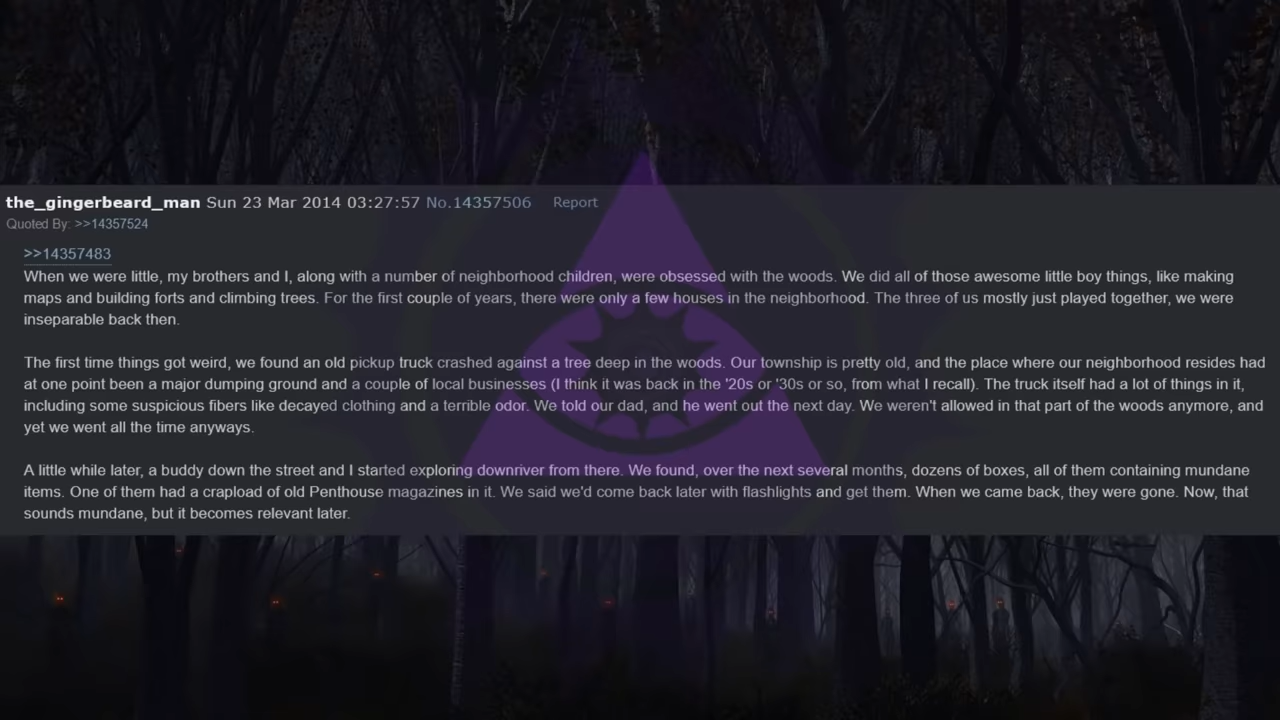 the_gingerbeard_man Sun 23 Mar 2014 03:27:57 No.14357506 Report
Quoted By: >>14357524
>>14357483
When we were little, my brothers and I, along with a number of neighborhood children, were obsessed with the woods. We did all of those awesome little boy things, like making
maps and building forts and climbing trees. For the first couple of years, there were only a few houses in the neighborhood. The three of us mostly just played together, we were
inseparable back then.
The first time things got weird, we found an old pickup truck crashed against a tree deep in the woods. Our township is pretty old, and the place where our neighborhood resides had
at one point been a major dumping ground and a couple of local businesses (I think it was back in the '20s or '30s or so, from what I recall). The truck itself had a lot of things in it,
including some suspicious fibers like decayed clothing and a terrible odor. We told our dad, and he went out the next day. We weren't allowed in that part of the woods anymore, and
yet we went all the time anyways.
A little while later, a buddy down the street and I started exploring downriver from there. We found, over the next several months, dozens of boxes, all of them containing mundane
items. One of them had a crapload of old Penthouse magazines in it. We said we'd come back later with flashlights and get them. When we came back, they were gone. Now, that
sounds mundane, but it becomes relevant later.